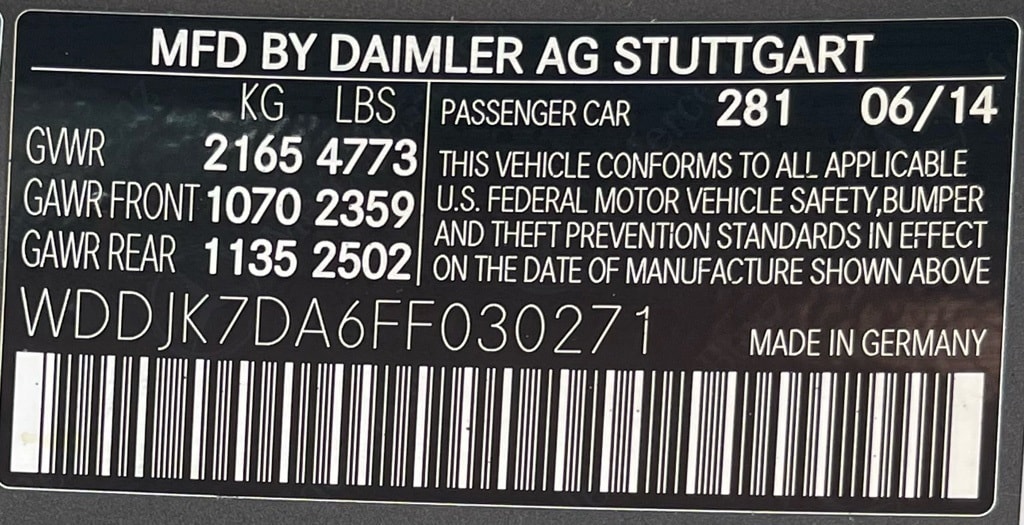 MFD BY DAIMLER AG STUTTGART
KG LBS
GVWR 2165 4773
GAWR FRONT 1070 2359
GAWR REAR 1135 2502
PASSENGER CAR 281 06/14
THIS VEHICLE CONFORMS TO ALL APPLICABLE
U.S. FEDERAL MOTOR VEHICLE SAFETY,BUMPER
AND THEFT PREVENTION STANDARDS IN EFFECT
ON THE DATE OF MANUFACTURE SHOWN ABOVE
WDDJK7DA6FF030271
MADE IN GERMANY